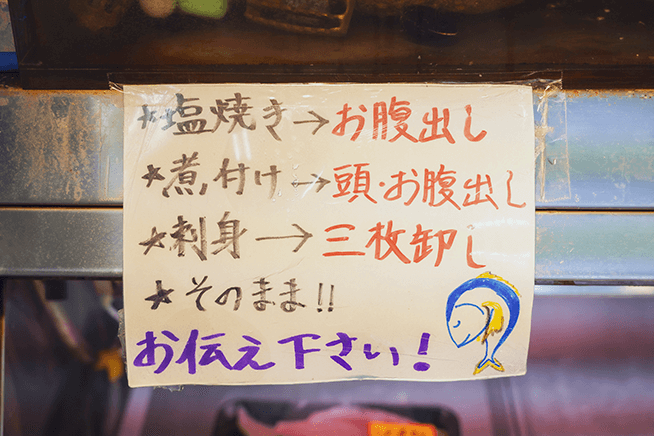 ★塩焼き→お腹出し
★煮付け→頭・お腹出し
★刺身→三枚卸し
★そのまま!!
お伝え下さい!